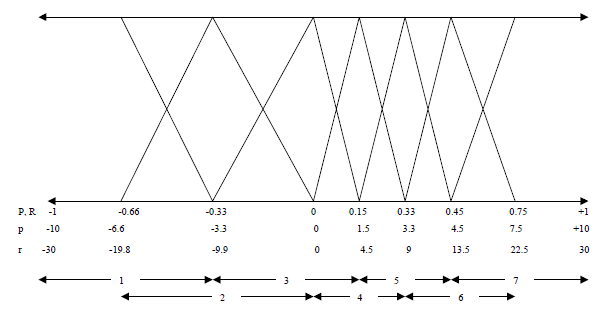 P, R -1 -0.66 -0.33 0 0.15 0.33 0.45 0.75 +1
p -10 -6.6 -3.3 0 1.5 3.3 4.5 7.5 +10
r -30 -19.8 -9.9 0 4.5 9 13.5 22.5 30
1 3 5 7
2 4 6